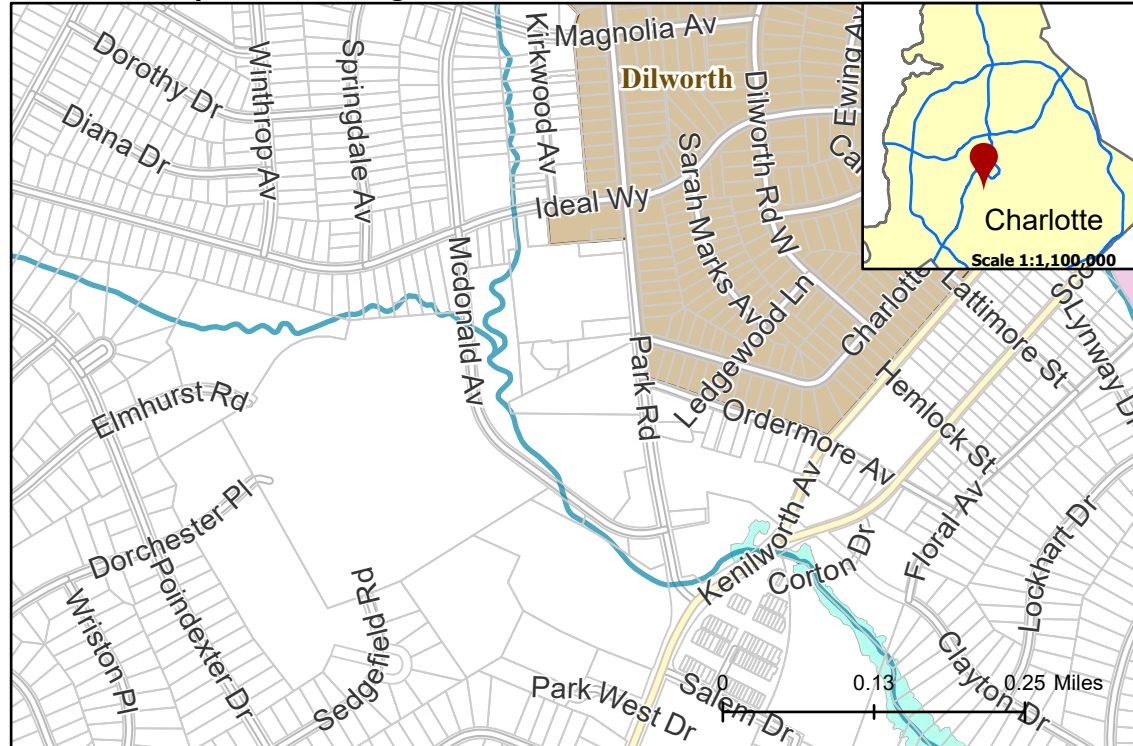 Kirkwood Av
Magnolia Av
Dilworth
Dorothy Dr
Winthrop Av
Springdale Av
Dilworth Rd W
Ewing Av
Diana Dr
Sarah Marks Av
Ideal Wy
Charlotte
Scale 1:1,100,000
Mcdonald Av
Ledgewood Ln
Charlotte
Lattimore St
Lynway Dr
Park Rd
Elmhurst Rd
Hemlock St
Ordermore Av
Dorchester Pl
Kenilworth Av
Floral Av
Lockhart Dr
Corton Dr
Poindexter Dr
Wriston Pl
Sedgefield Rd
Clayton Dr
Park West Dr
Salem Dr
0 0.13 0.25 Miles